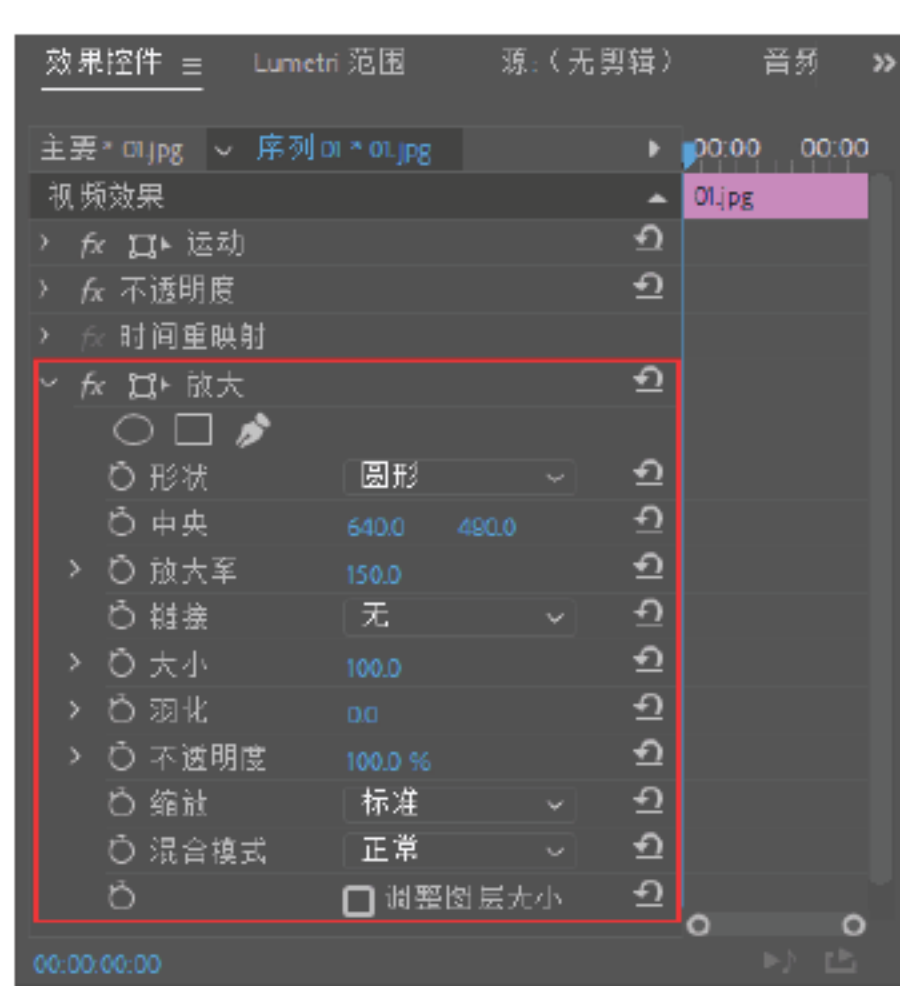 效果控件 Lumetri 范围 源:（无剪辑） 音频 »
主要 * 01.jpg 序列 01 * 01.jpg 00:00 00:00
视频效果 01.jpg
fx 运动
fx 不透明度
fx 时间重映射
fx 放大
形状 圆形
中央 640.0 480.0
放大率 150.0
链接 无
大小 100.0
羽化 0.0
不透明度 100.0 %
缩放 标准
混合模式 正常
调整图层大小
00:00:00:00